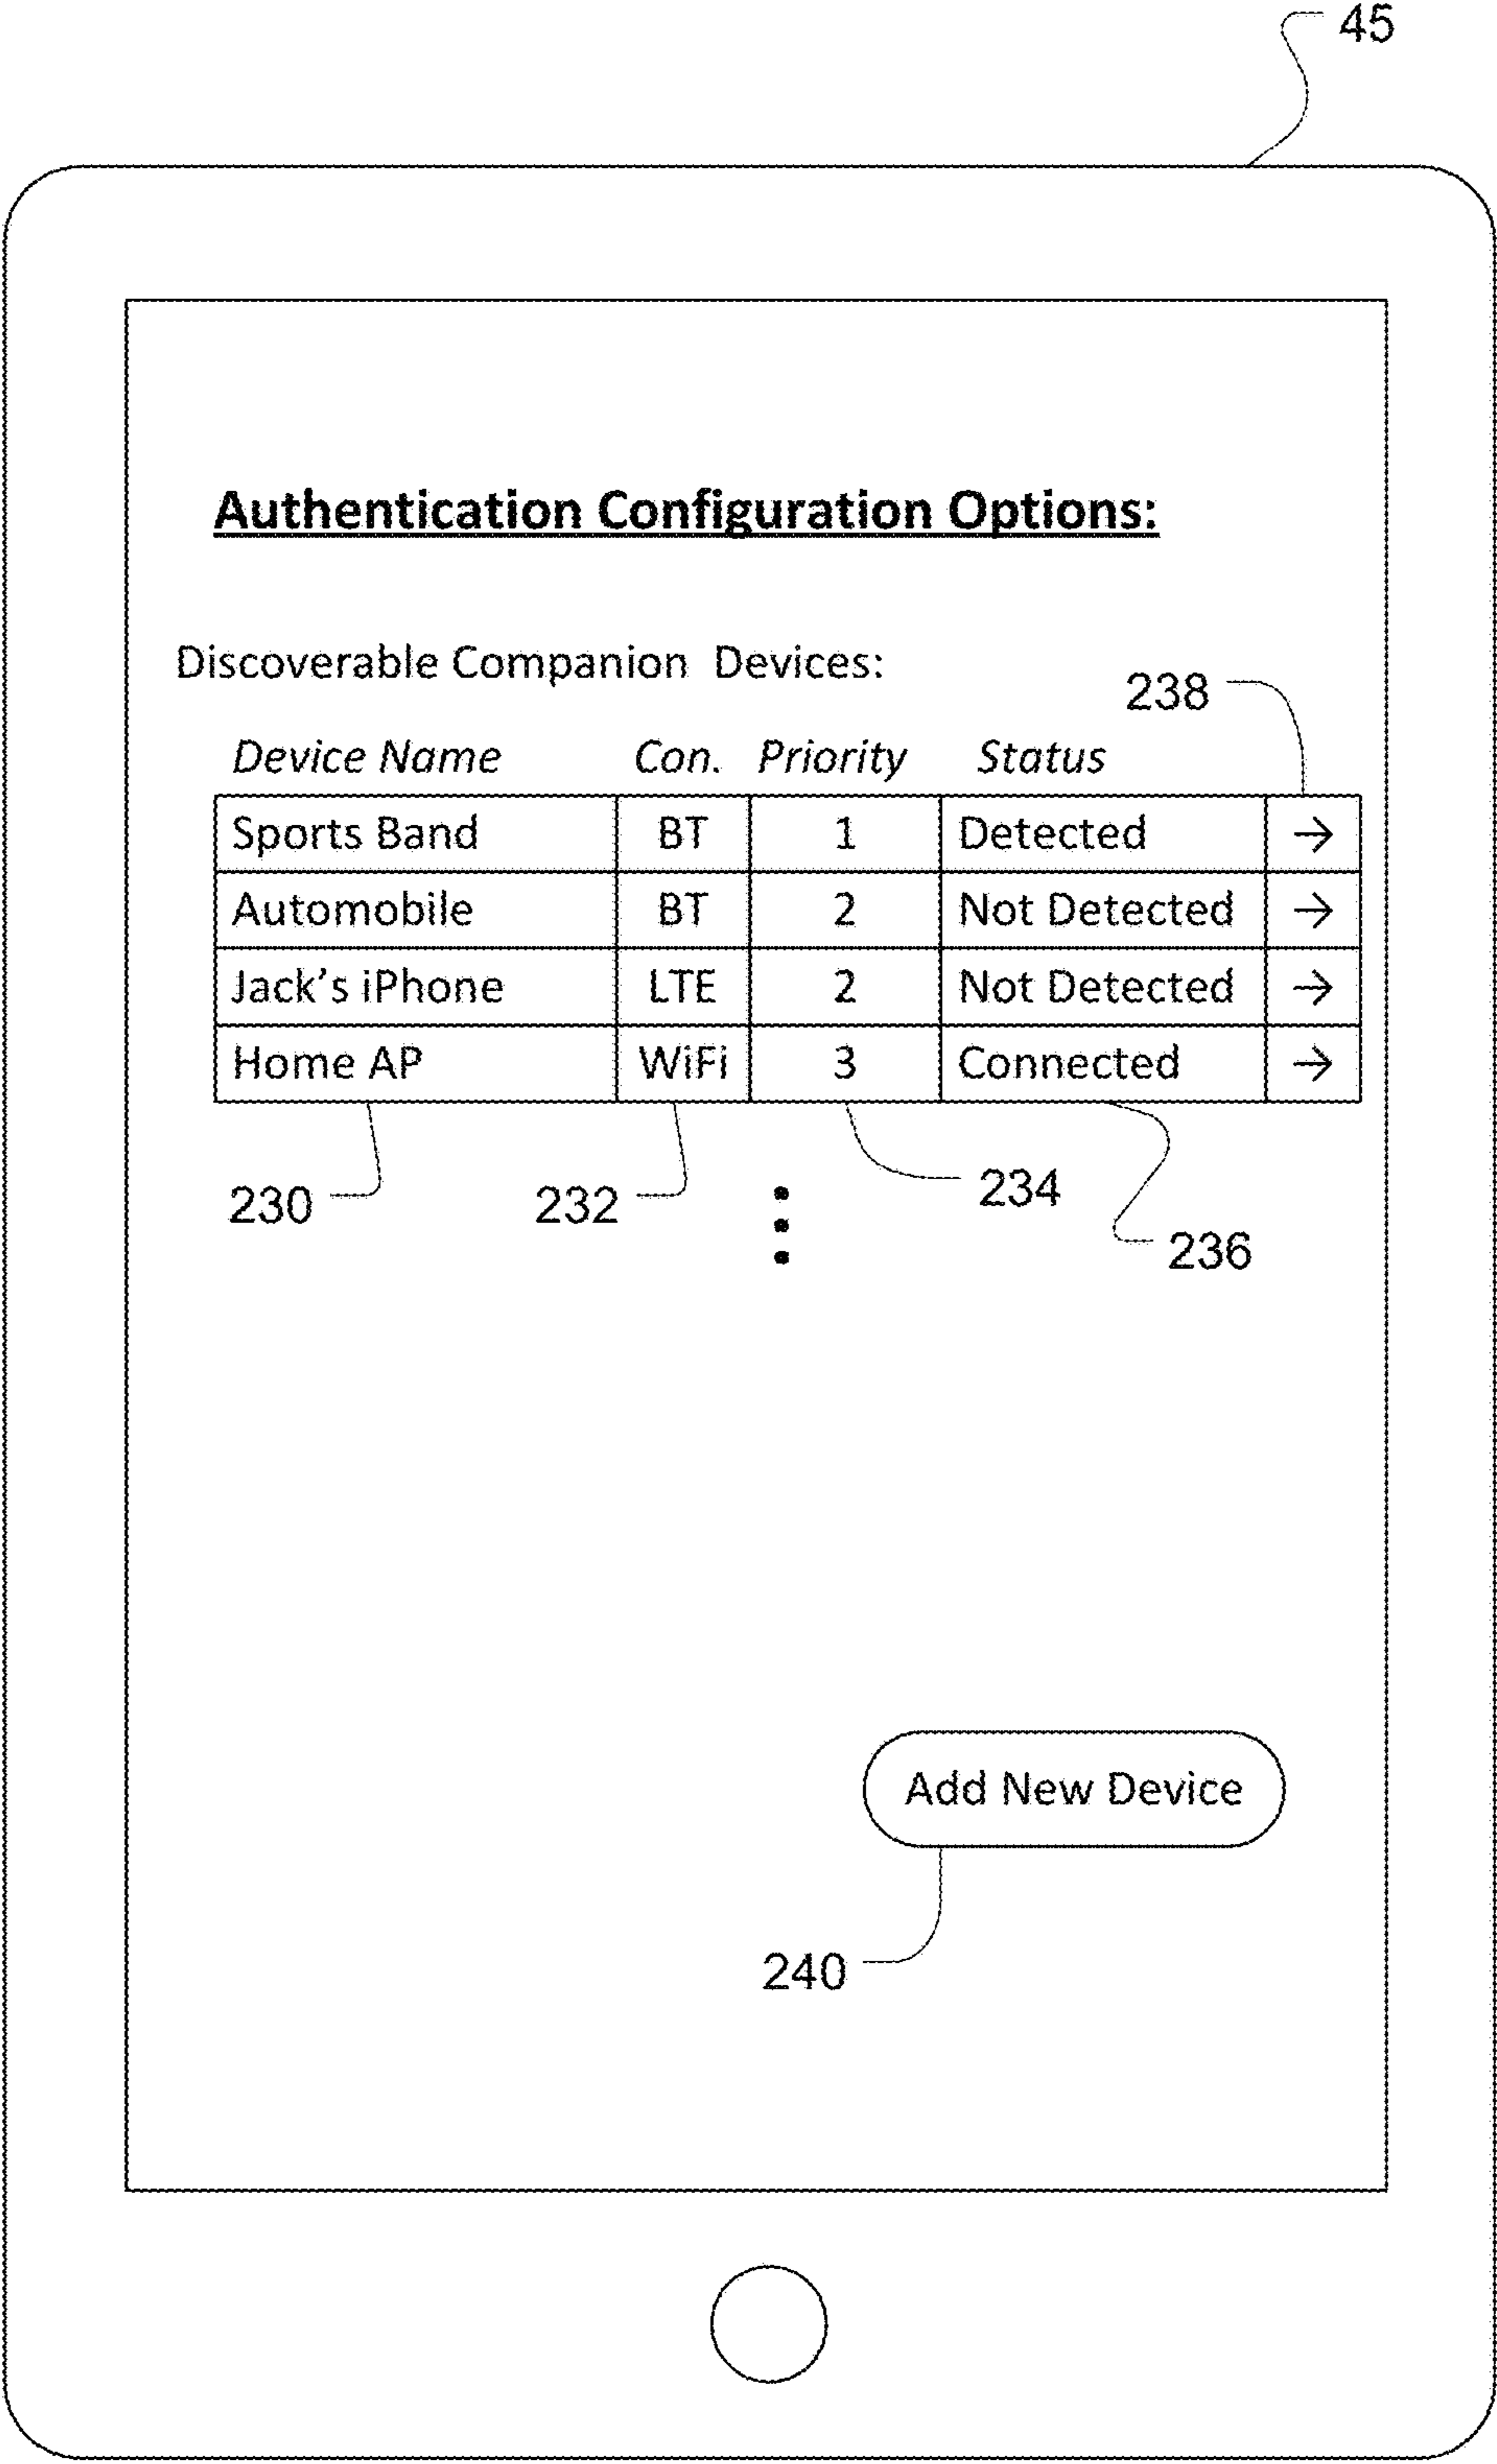 45
Authentication Configuration Options:
Discoverable Companion Devices:
238
Device Name Con. Priority Status
Sports Band BT 1 Detected →
Automobile BT 2 Not Detected →
Jack's iPhone LTE 2 Not Detected →
Home AP WiFi 3 Connected →
230 232 234
236
Add New Device
240